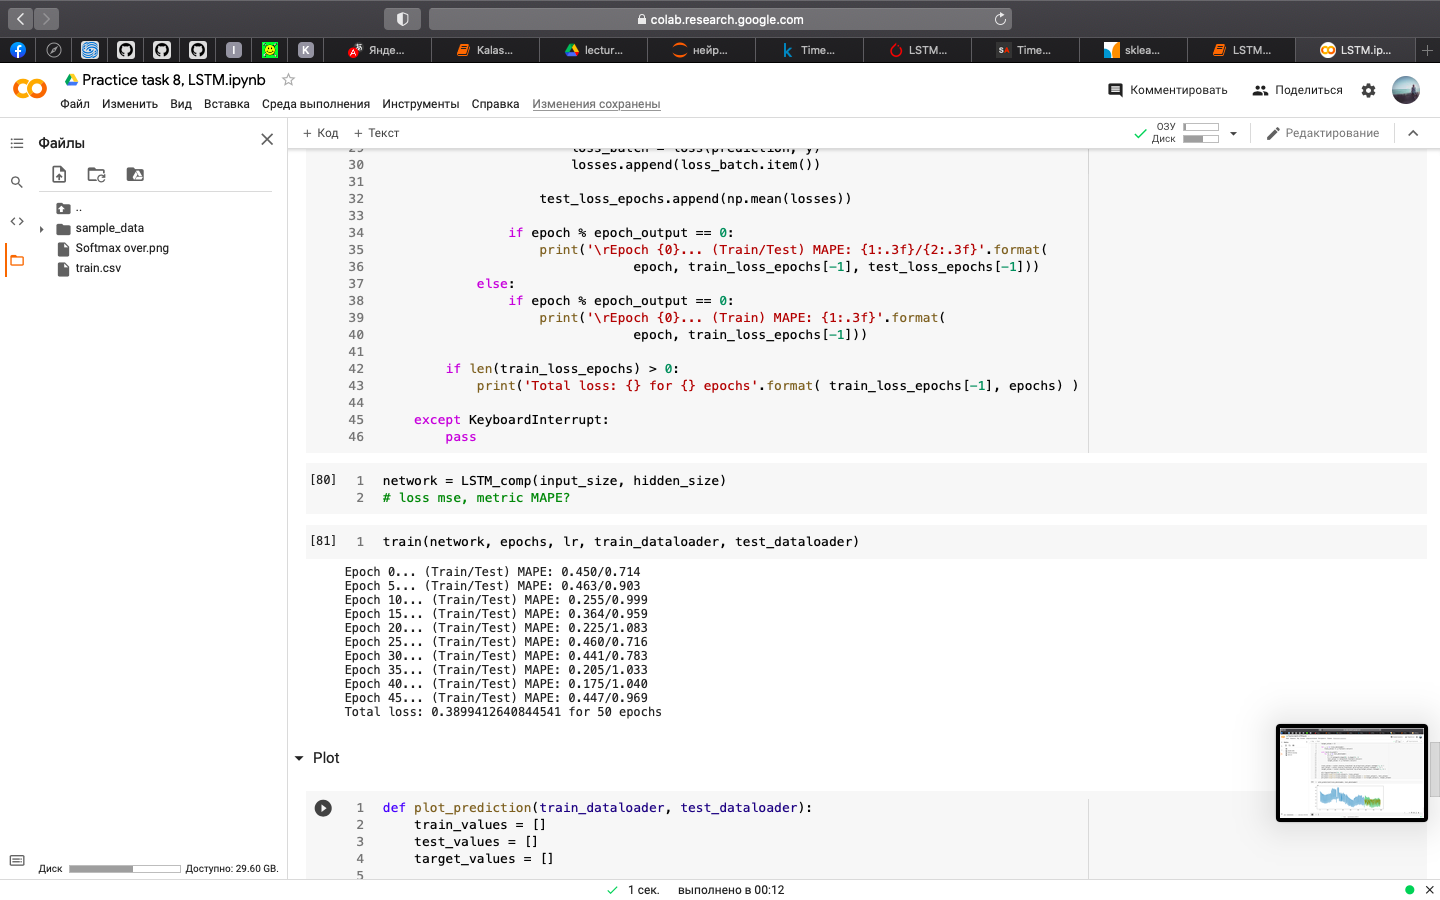 colab.research.google.com
Янде...
Kalas...
lectur...
нейр...
Time...
LSTM...
Time...
sklea...
LSTM...
LSTM.ip...
Practice task 8, LSTM.ipynb
Файл Изменить Вид Вставка Среда выполнения Инструменты Справка Изменения сохранены
Комментировать
Поделиться
Файлы
..
sample_data
Softmax over.png
train.csv
Диск Доступно: 29.60 GB.
+ Код + Текст
ОЗУ
Диск
Редактирование
29 loss_batch = loss(prediction, y)
30 losses.append(loss_batch.item())
31
32 test_loss_epochs.append(np.mean(losses))
33
34 if epoch % epoch_output == 0:
35 print('\rEpoch {0}... (Train/Test) MAPE: {1:.3f}/{2:.3f}'.format(
36 epoch, train_loss_epochs[-1], test_loss_epochs[-1]))
37 else:
38 if epoch % epoch_output == 0:
39 print('\rEpoch {0}... (Train) MAPE: {1:.3f}'.format(
40 epoch, train_loss_epochs[-1]))
41
42 if len(train_loss_epochs) > 0:
43 print('Total loss: {} for {} epochs'.format( train_loss_epochs[-1], epochs) )
44
45 except KeyboardInterrupt:
46 pass
[80] 1 network = LSTM_comp(input_size, hidden_size)
2 # loss mse, metric MAPE?
[81] 1 train(network, epochs, lr, train_dataloader, test_dataloader)
Epoch 0... (Train/Test) MAPE: 0.450/0.714
Epoch 5... (Train/Test) MAPE: 0.463/0.903
Epoch 10... (Train/Test) MAPE: 0.255/0.999
Epoch 15... (Train/Test) MAPE: 0.364/0.959
Epoch 20... (Train/Test) MAPE: 0.225/1.083
Epoch 25... (Train/Test) MAPE: 0.460/0.716
Epoch 30... (Train/Test) MAPE: 0.441/0.783
Epoch 35... (Train/Test) MAPE: 0.205/1.033
Epoch 40... (Train/Test) MAPE: 0.175/1.040
Epoch 45... (Train/Test) MAPE: 0.447/0.969
Total loss: 0.3899412640844541 for 50 epochs
Plot
1 def plot_prediction(train_dataloader, test_dataloader):
2 train_values = []
3 test_values = []
4 target_values = []
5
1 сек. выполнено в 00:12